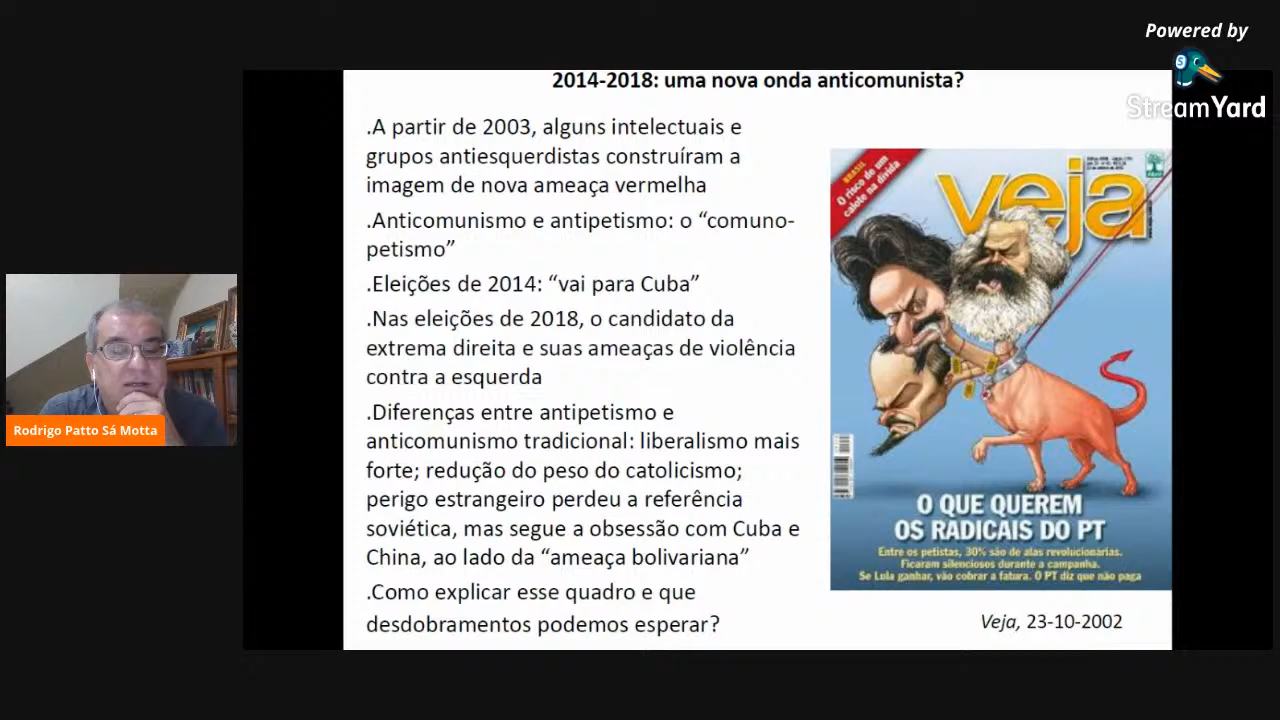 Powered by
StreamYard
2014-2018: uma nova onda anticomunista?
.A partir de 2003, alguns intelectuais e
grupos antiesquerdistas construíram a
imagem de nova ameaça vermelha
.Anticomunismo e antipetismo: o “comuno-
petismo”
.Eleições de 2014: “vai para Cuba”
.Nas eleições de 2018, o candidato da
extrema direita e suas ameaças de violência
contra a esquerda
.Diferenças entre antipetismo e
anticomunismo tradicional: liberalismo mais
forte; redução do peso do catolicismo;
perigo estrangeiro perdeu a referência
soviética, mas segue a obsessão com Cuba e
China, ao lado da “ameaça bolivariana”
.Como explicar esse quadro e que
desdobramentos podemos esperar?
BRASIL
O risco de um
calote na dívida
veja
O QUE QUEREM
OS RADICAIS DO PT
Entre os petistas, 30% são de alas revolucionárias.
Ficaram silenciosos durante a campanha.
Se Lula ganhar, vão cobrar a fatura. O PT diz que não paga
Veja, 23-10-2002
Rodrigo Patto Sá Motta